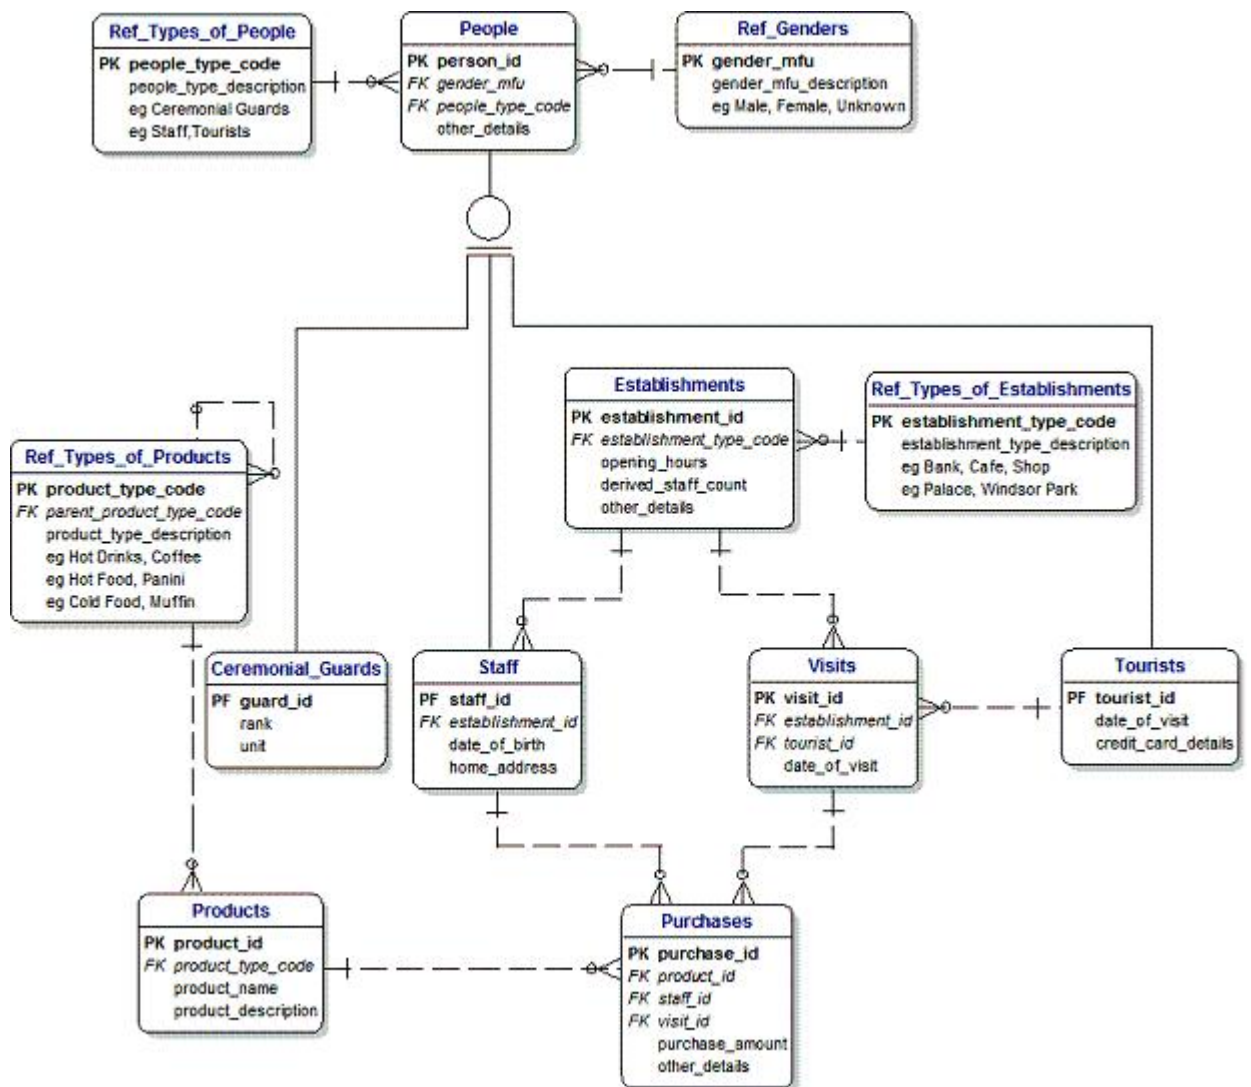 Ref_Types_of_People
PK people_type_code
people_type_description
eg Ceremonial Guards
eg Staff,Tourists
People
PK person_id
FK gender_mfu
FK people_type_code
other_details
Ref_Genders
PK gender_mfu
gender_mfu_description
eg Male, Female, Unknown
Establishments
PK establishment_id
FK establishment_type_code
opening_hours
derived_staff_count
other_details
Ref_Types_of_Establishments
PK establishment_type_code
establishment_type_description
eg Bank, Cafe, Shop
eg Palace, Windsor Park
Ref_Types_of_Products
PK product_type_code
FK parent_product_type_code
product_type_description
eg Hot Drinks, Coffee
eg Hot Food, Panini
eg Cold Food, Muffin
Ceremonial_Guards
PF guard_id
rank
unit
Staff
PF staff_id
FK establishment_id
date_of_birth
home_address
Visits
PK visit_id
FK establishment_id
FK tourist_id
date_of_visit
Tourists
PF tourist_id
date_of_visit
credit_card_details
Products
PK product_id
FK product_type_code
product_name
product_description
Purchases
PK purchase_id
FK product_id
FK staff_id
FK visit_id
purchase_amount
other_details